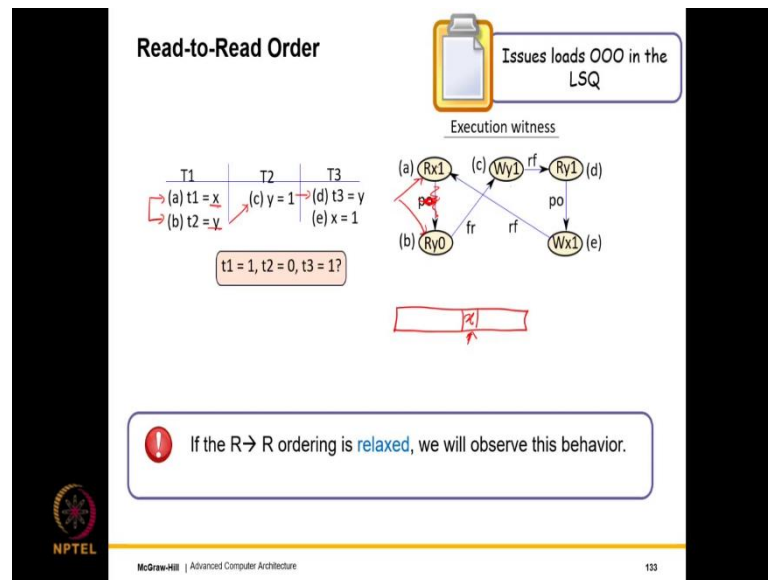 Read-to-Read Order
Issues loads OOO in the
LSQ
Execution witness
T1 T2 T3
(a) t1 = x (c) y = 1 (d) t3 = y
(b) t2 = y (e) x = 1
t1 = 1, t2 = 0, t3 = 1?
(a) Rx1 (c) Wy1 rf Ry1 (d)
po po
(b) Ry0 fr rf Wx1 (e)
x
If the R→ R ordering is relaxed, we will observe this behavior.
NPTEL
McGraw-Hill | Advanced Computer Architecture 133